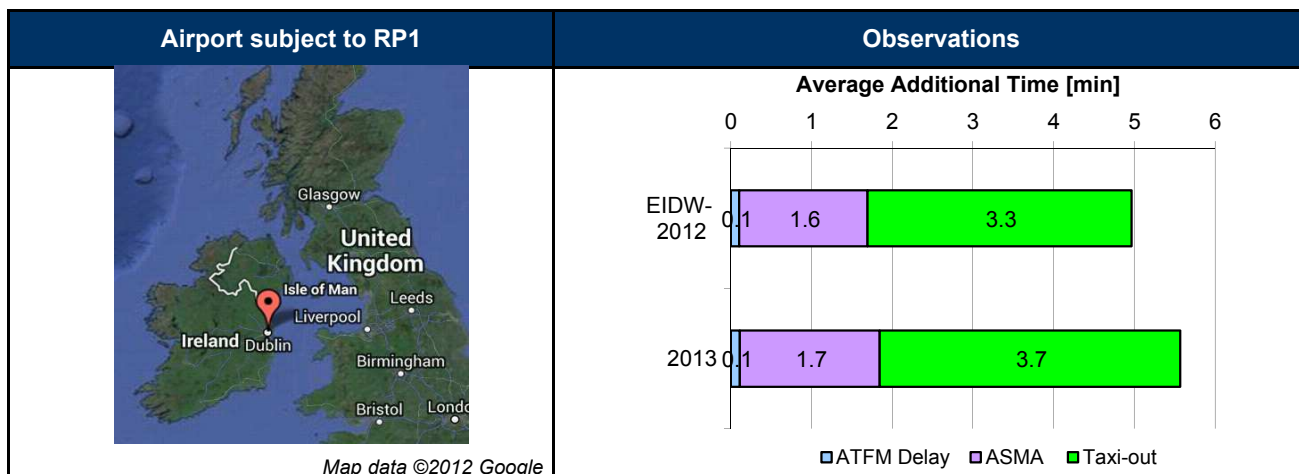 Airport subject to RP1
Observations
Glasgow
United
Kingdom
Isle of Man
Leeds
Liverpool
Ireland
Dublin
Birmingham
Bristol
Map data ©2012 Google
Average Additional Time [min]
0 1 2 3 4 5 6
EIDW-
2012
0.1 1.6 3.3
2013 0.1 1.7 3.7
ATFM Delay ASMA Taxi-out